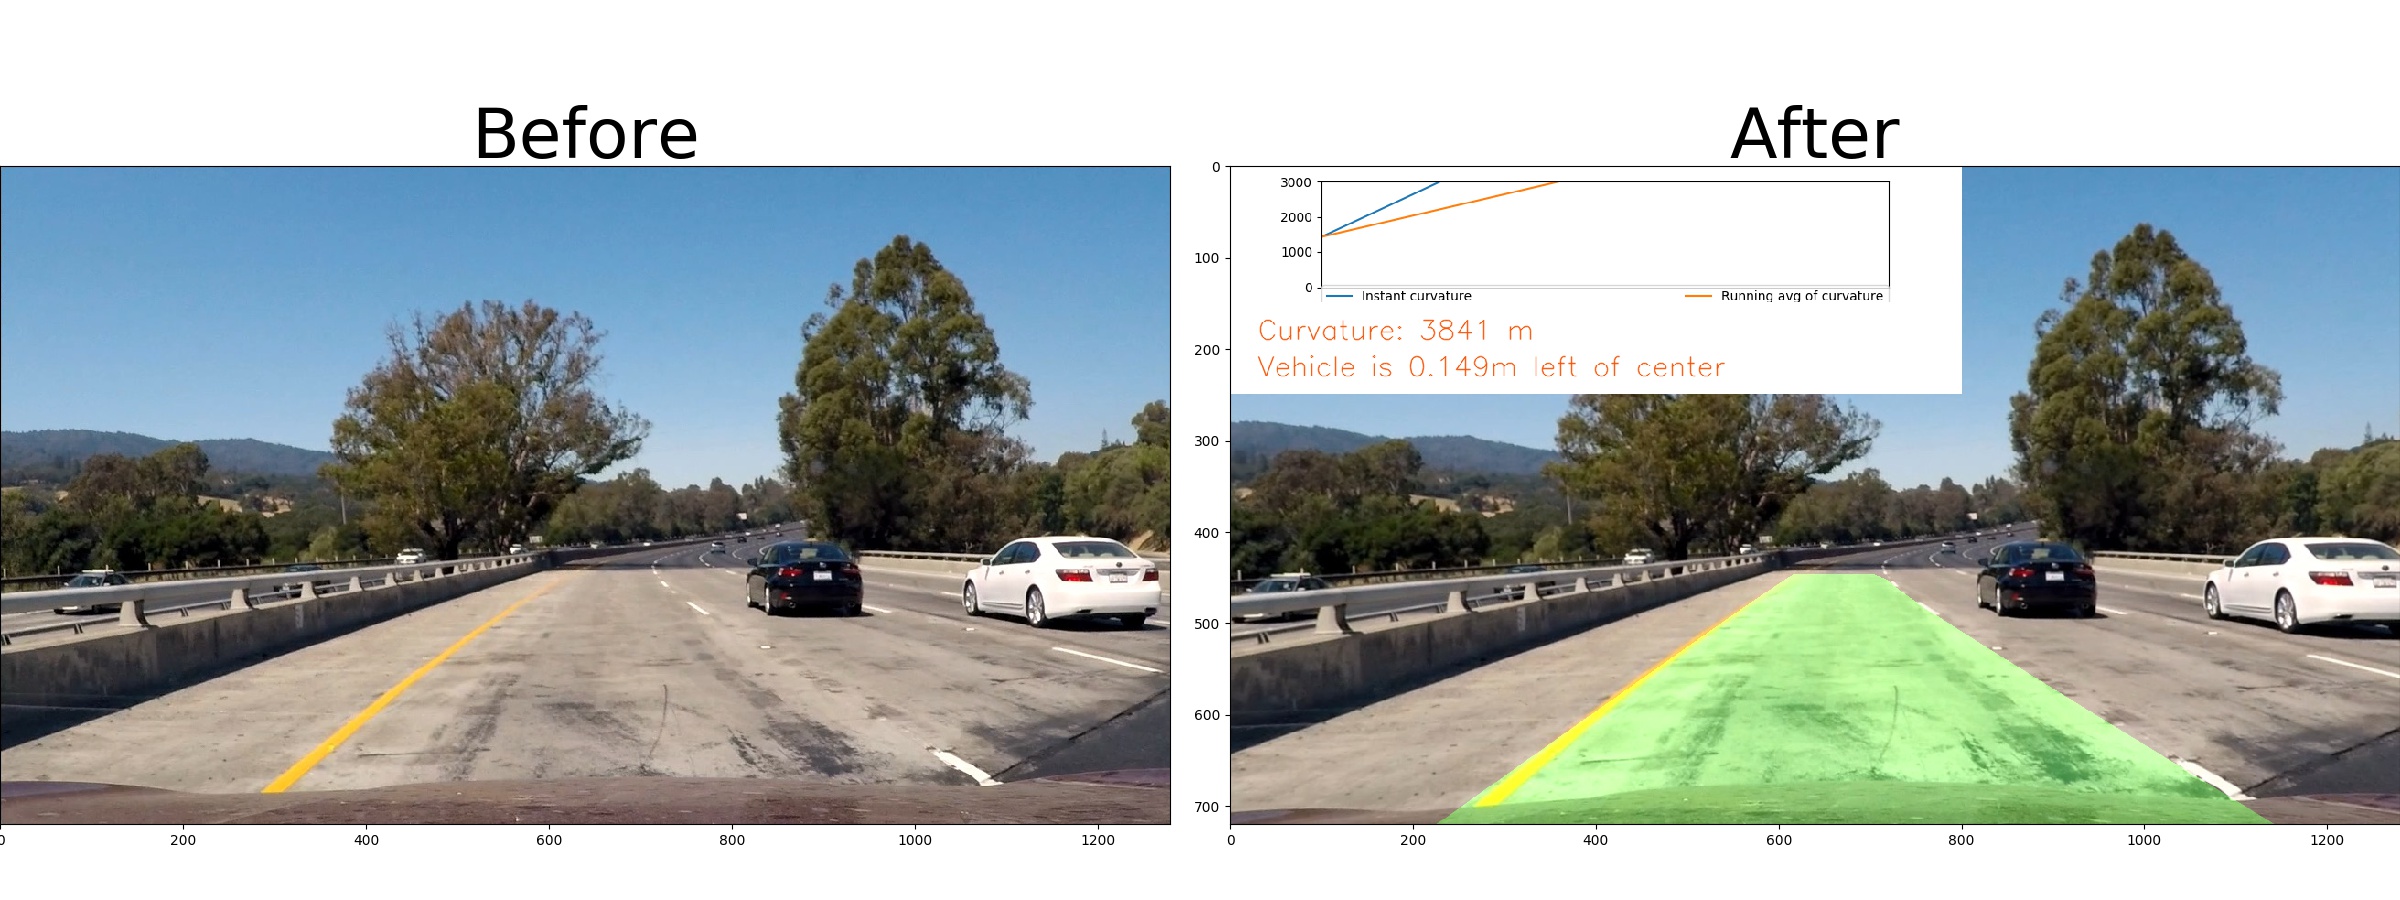 Before
After
0
100
200
300
400
500
600
700
3000
2000
1000
0
Instant curvature
Running avg of curvature
Curvature: 3841 m
Vehicle is 0.149m left of center
0 200 400 600 800 1000 1200
0 200 400 600 800 1000 1200